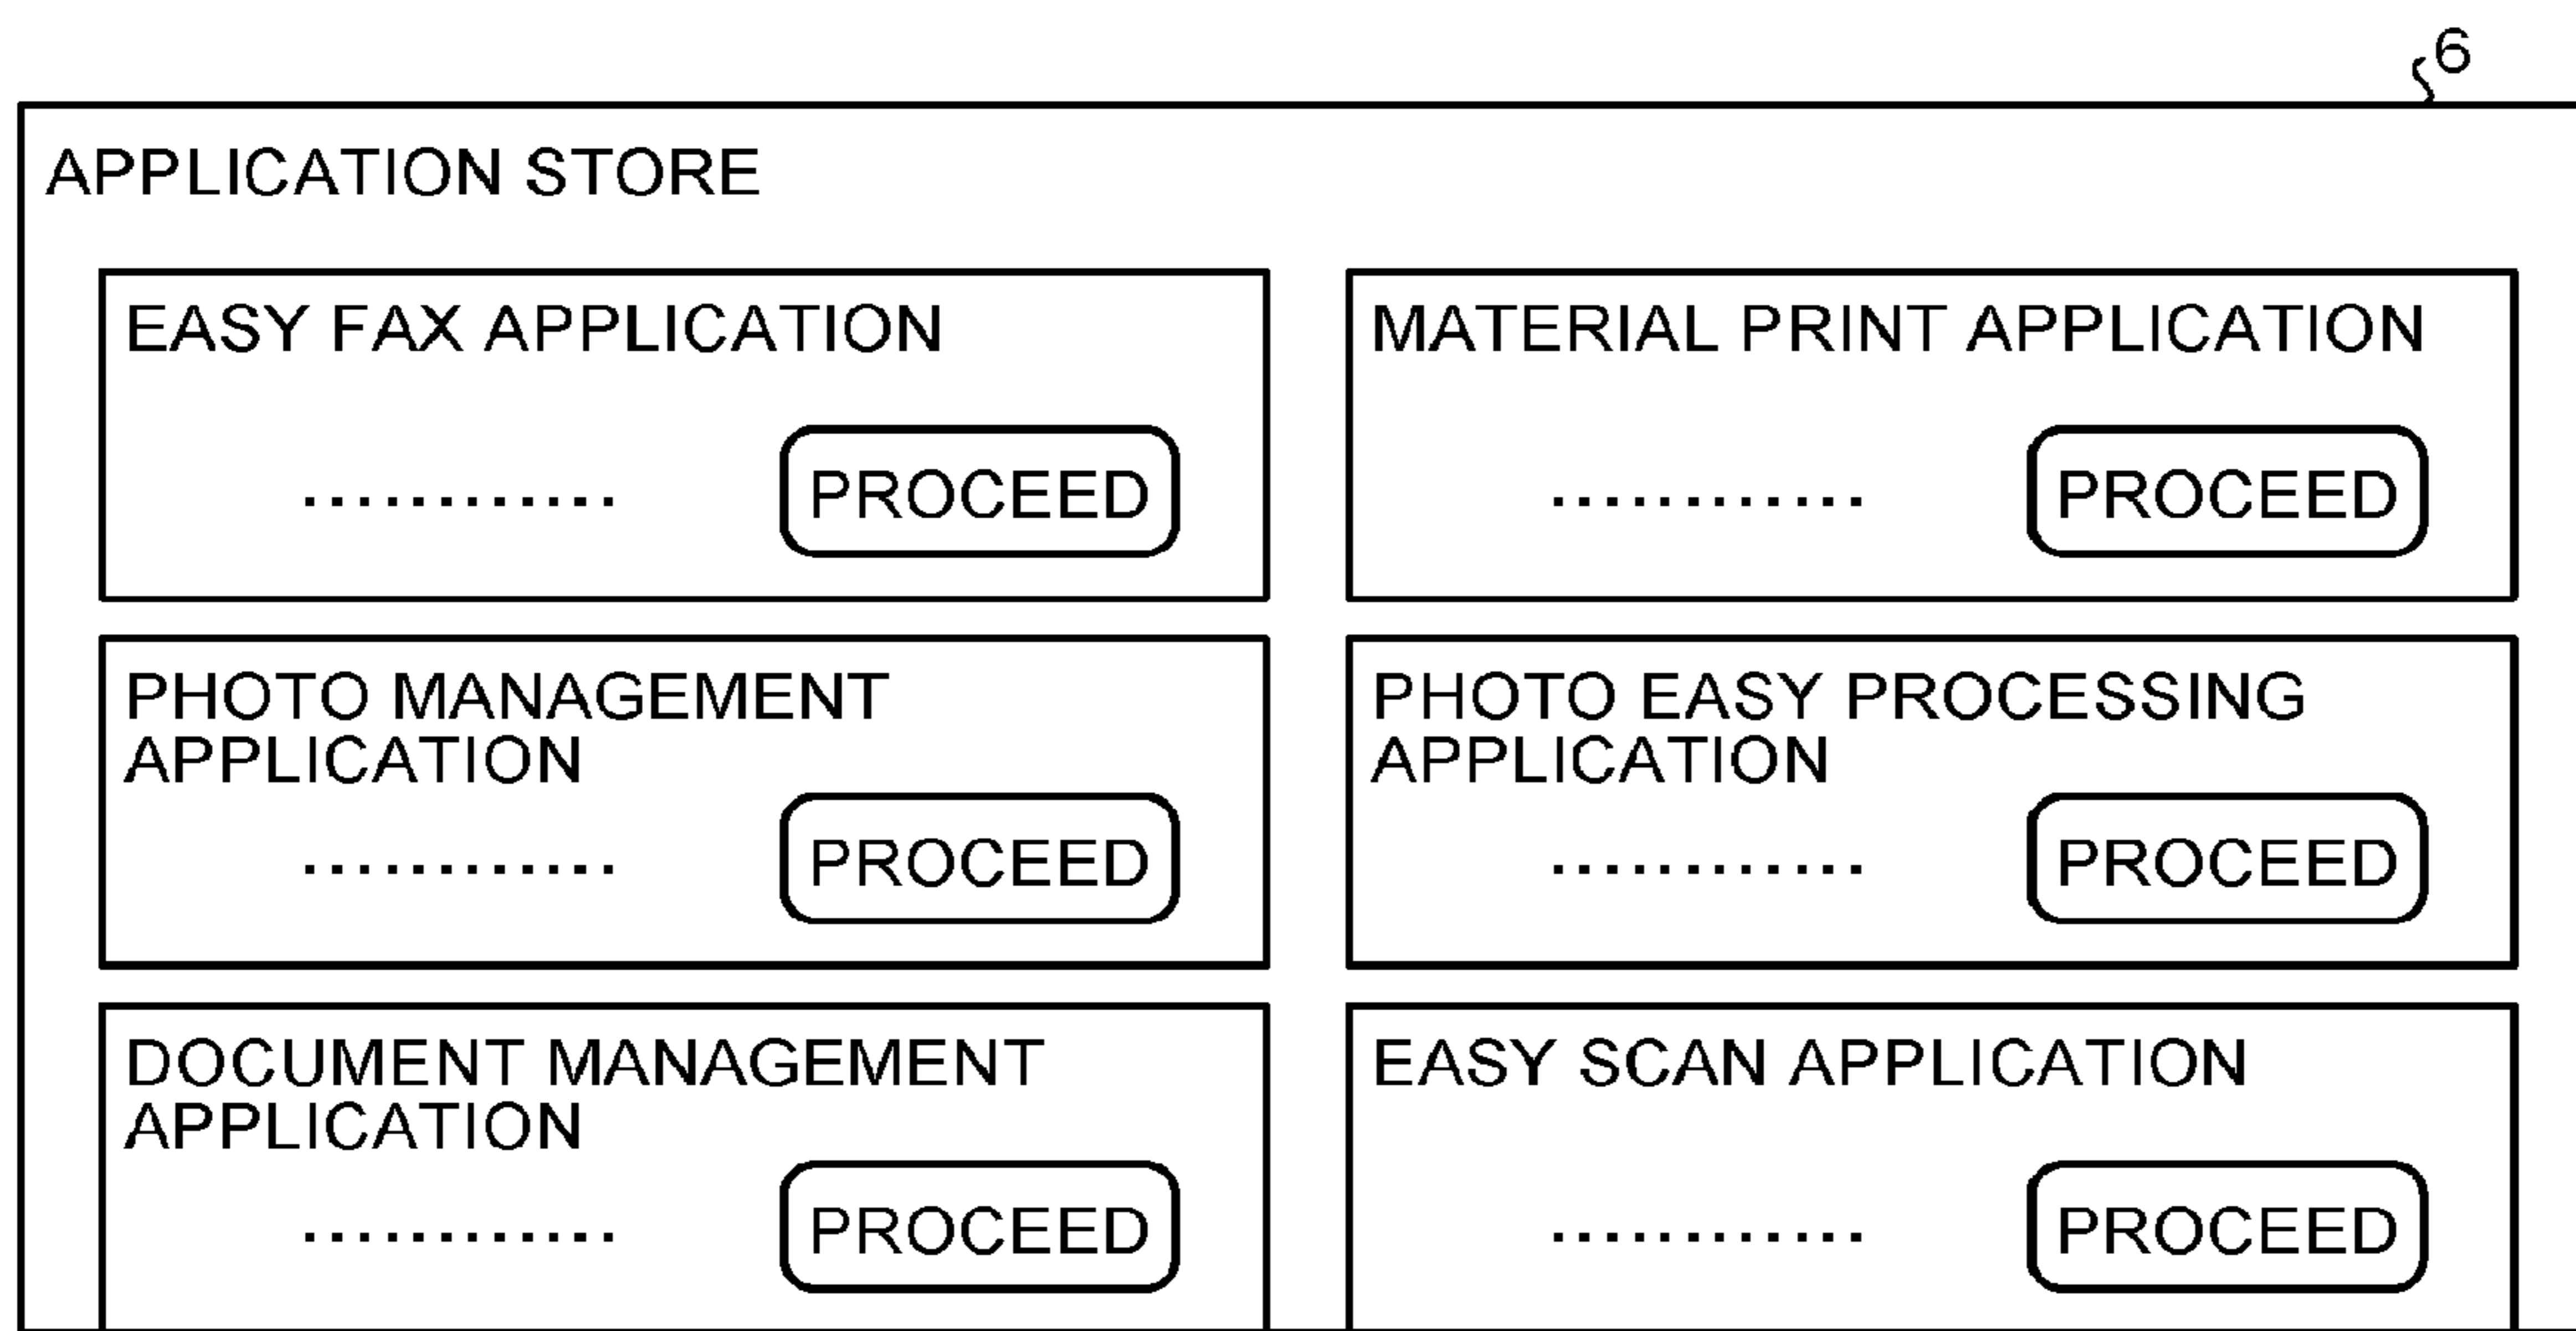 6
APPLICATION STORE
EASY FAX APPLICATION
............
PROCEED
MATERIAL PRINT APPLICATION
............
PROCEED
PHOTO MANAGEMENT
APPLICATION
............
PROCEED
PHOTO EASY PROCESSING
APPLICATION
............
PROCEED
DOCUMENT MANAGEMENT
APPLICATION
............
PROCEED
EASY SCAN APPLICATION
............
PROCEED